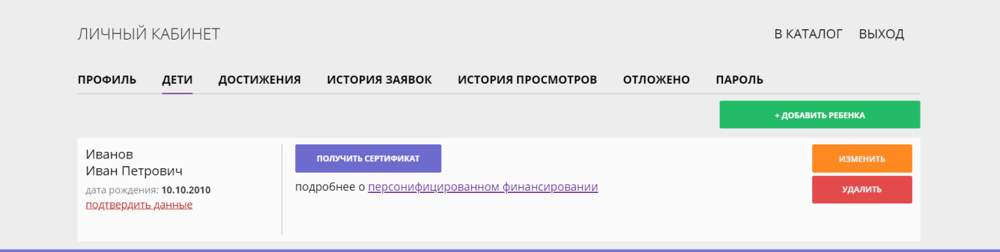 ЛИЧНЫЙ КАБИНЕТ
В КАТАЛОГ ВЫХОД
ПРОФИЛЬ ДЕТИ ДОСТИЖЕНИЯ ИСТОРИЯ ЗАЯВОК ИСТОРИЯ ПРОСМОТРОВ ОТЛОЖЕНО ПАРОЛЬ
+ ДОБАВИТЬ РЕБЕНКА
Иванов
Иван Петрович
дата рождения: 10.10.2010
подтвердить данные
ПОЛУЧИТЬ СЕРТИФИКАТ
подробнее о персонифицированном финансировании
ИЗМЕНИТЬ
УДАЛИТЬ